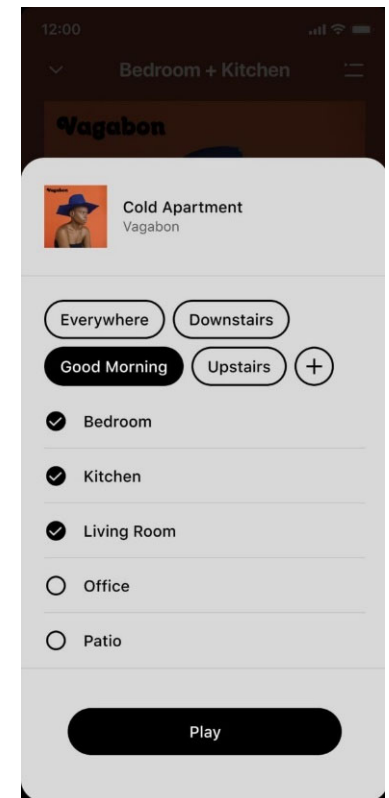 12:00
Bedroom + Kitchen
Vagabon
Vagabon
Cold Apartment
Vagabon
Everywhere
Downstairs
Good Morning
Upstairs
+
Bedroom
Kitchen
Living Room
Office
Patio
Play